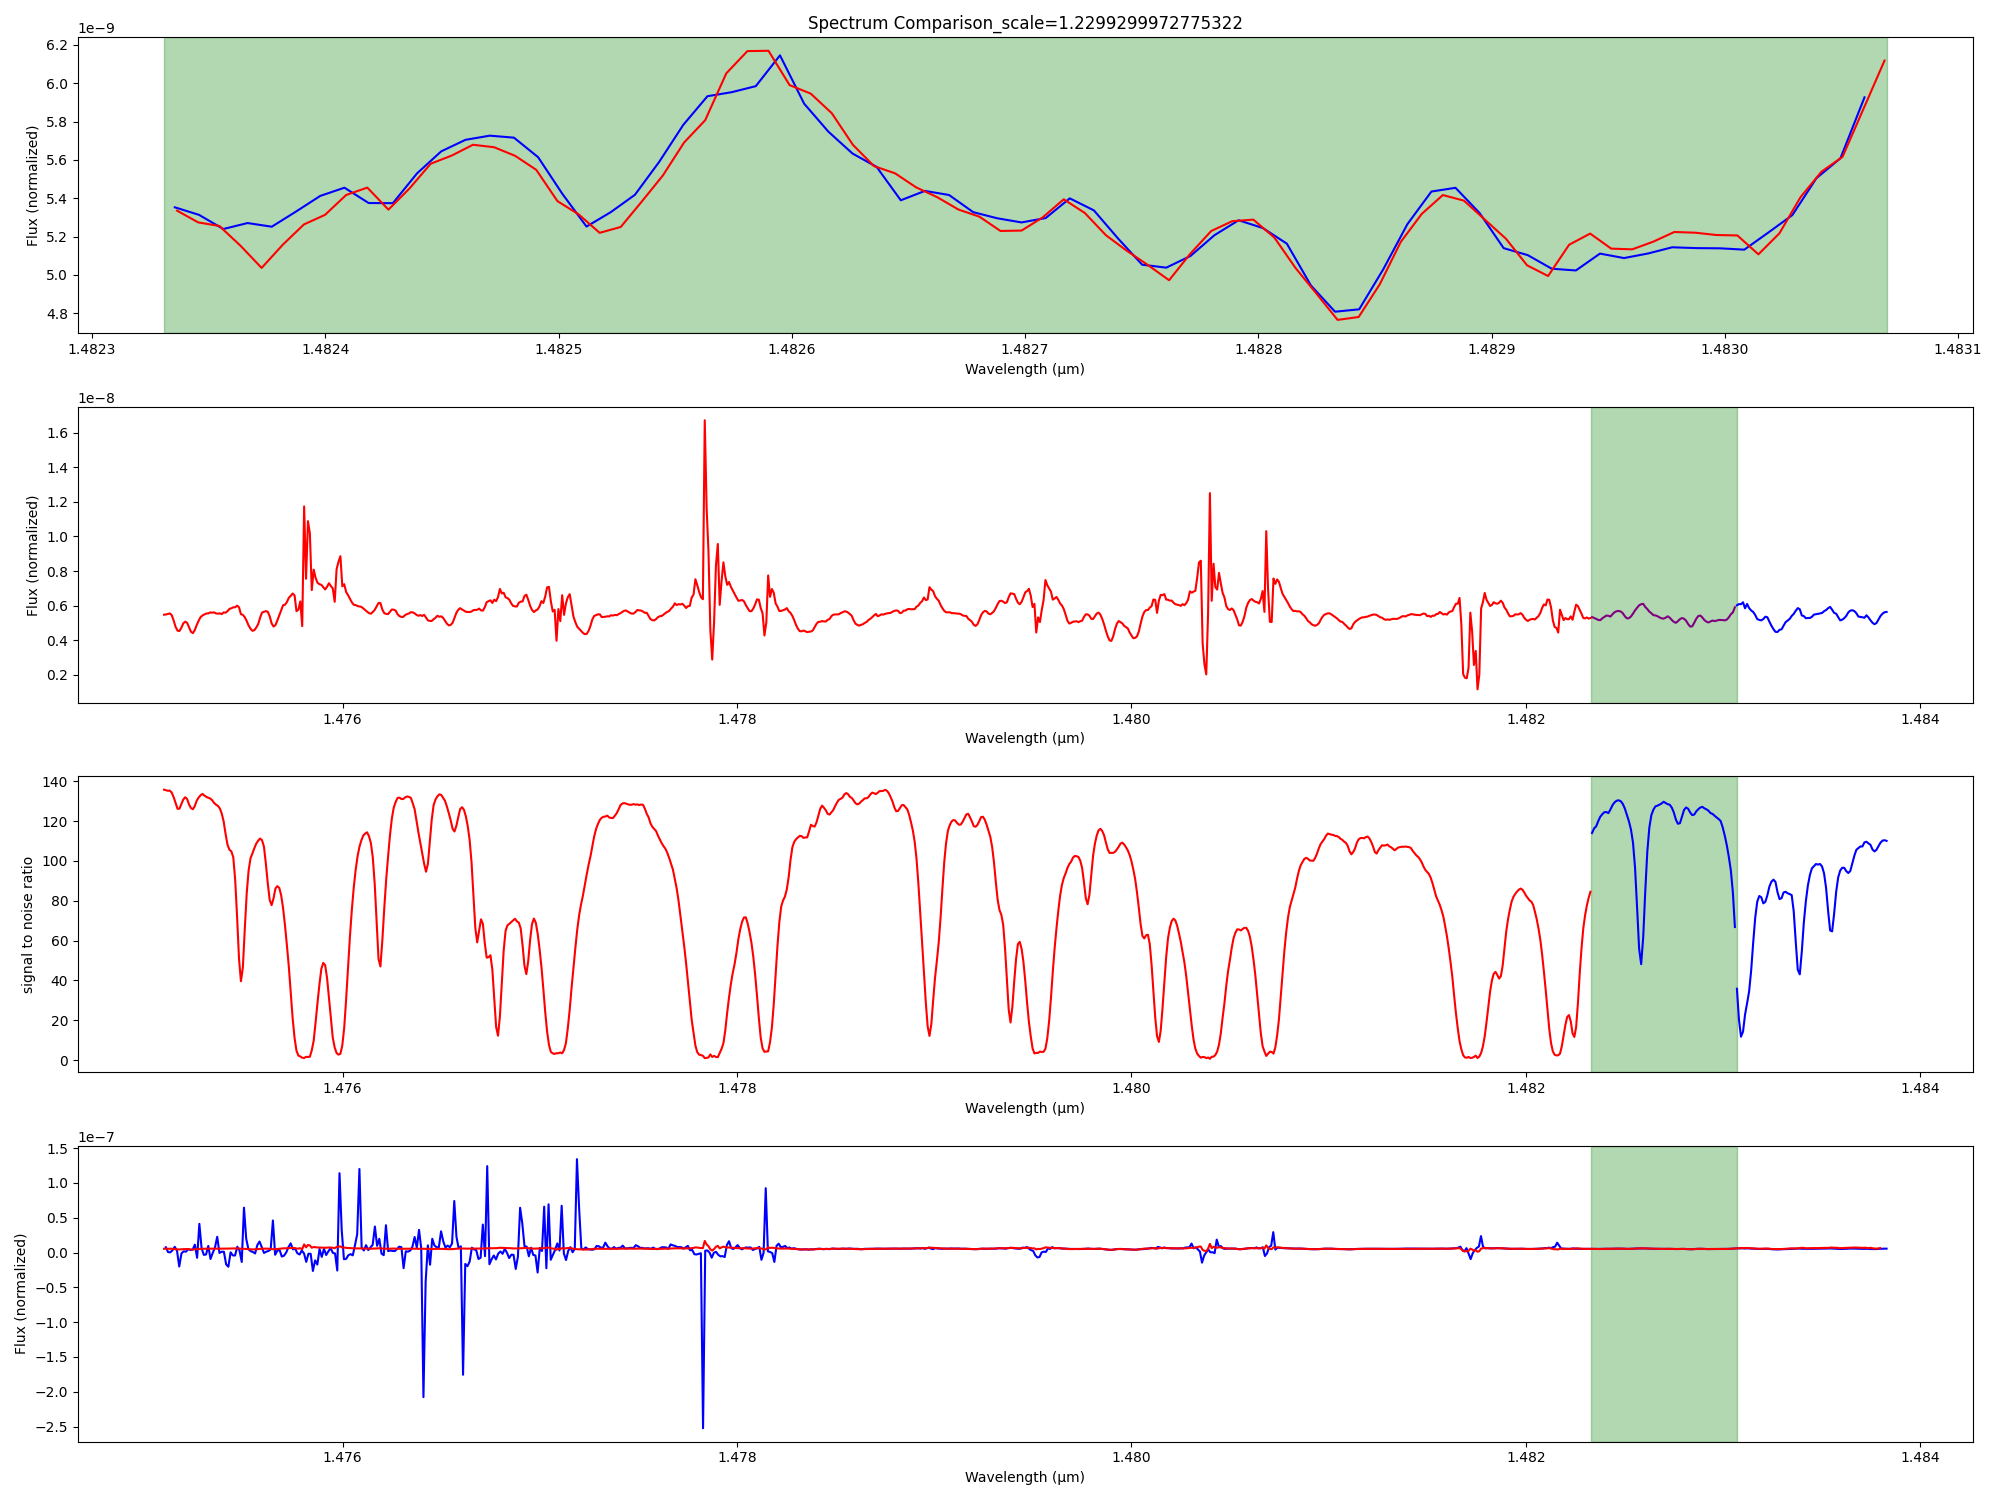 Spectrum Comparison_scale=1.2299299972775322
1e−9
6.2
6.0
5.8
5.6
5.4
5.2
5.0
4.8
Flux (normalized)
1.4823 1.4824 1.4825 1.4826 1.4827 1.4828 1.4829 1.4830 1.4831
Wavelength (μm)
1e−8
1.6
1.4
1.2
1.0
0.8
0.6
0.4
0.2
Flux (normalized)
1.476 1.478 1.480 1.482 1.484
Wavelength (μm)
140
120
100
80
60
40
20
0
signal to noise ratio
1.476 1.478 1.480 1.482 1.484
Wavelength (μm)
1e−7
1.5
1.0
0.5
0.0
−0.5
−1.0
−1.5
−2.0
−2.5
Flux (normalized)
1.476 1.478 1.480 1.482 1.484
Wavelength (μm)